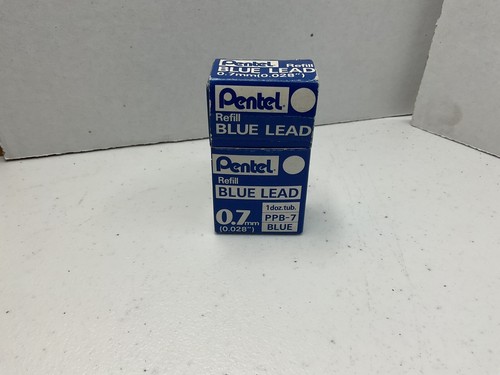 Pentel Refill
BLUE LEAD
0.7mm(0.028")
Pentel.
Refill
BLUE LEAD
Pentel.
Refill
BLUE LEAD
0.7mm
(0.028")
1doz.tub.
PPB-7
BLUE